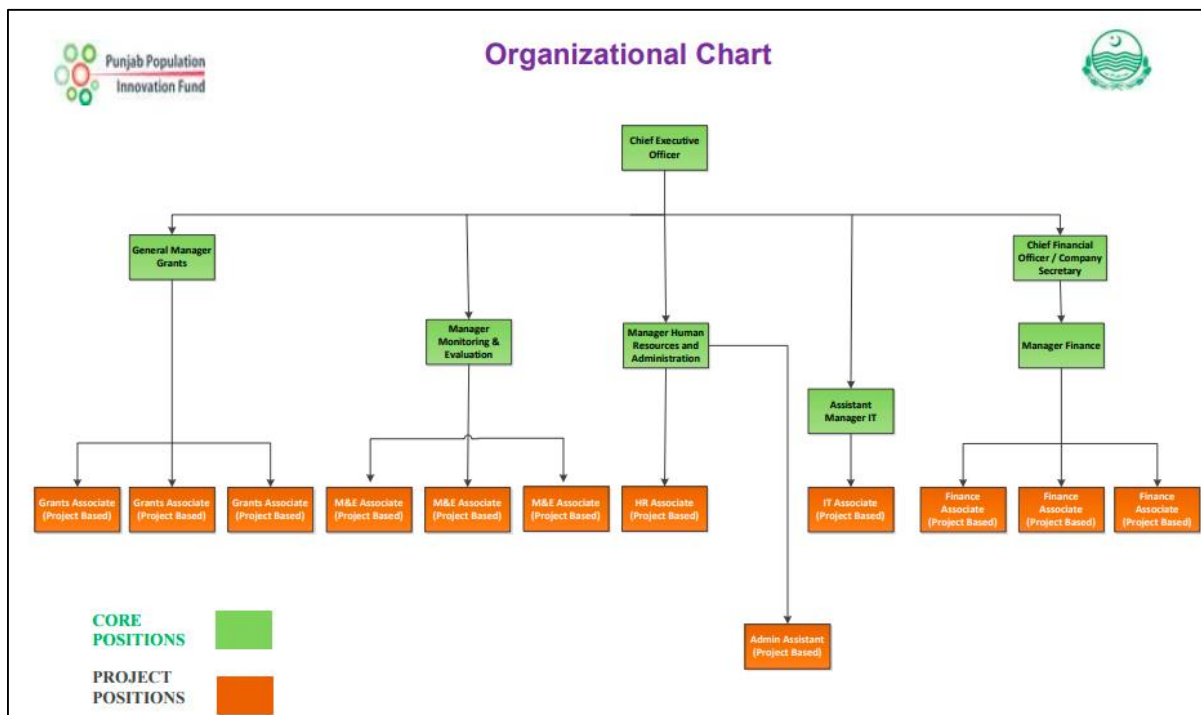 Punjab Population
Innovation Fund
Organizational Chart
Chief Executive
Officer
General Manager
Grants
Chief Financial
Officer / Company
Secretary
Manager
Monitoring &
Evaluation
Manager Human
Resources and
Administration
Manager Finance
Assistant
Manager IT
Grants Associate
(Project Based)
Grants Associate
(Project Based)
Grants Associate
(Project Based)
M&E Associate
(Project Based)
M&E Associate
(Project Based)
M&E Associate
(Project Based)
HR Associate
(Project Based)
IT Associate
(Project Based)
Finance
Associate
(Project Based)
Finance
Associate
(Project Based)
Finance
Associate
(Project Based)
Admin Assistant
(Project Based)
CORE
POSITIONS
PROJECT
POSITIONS